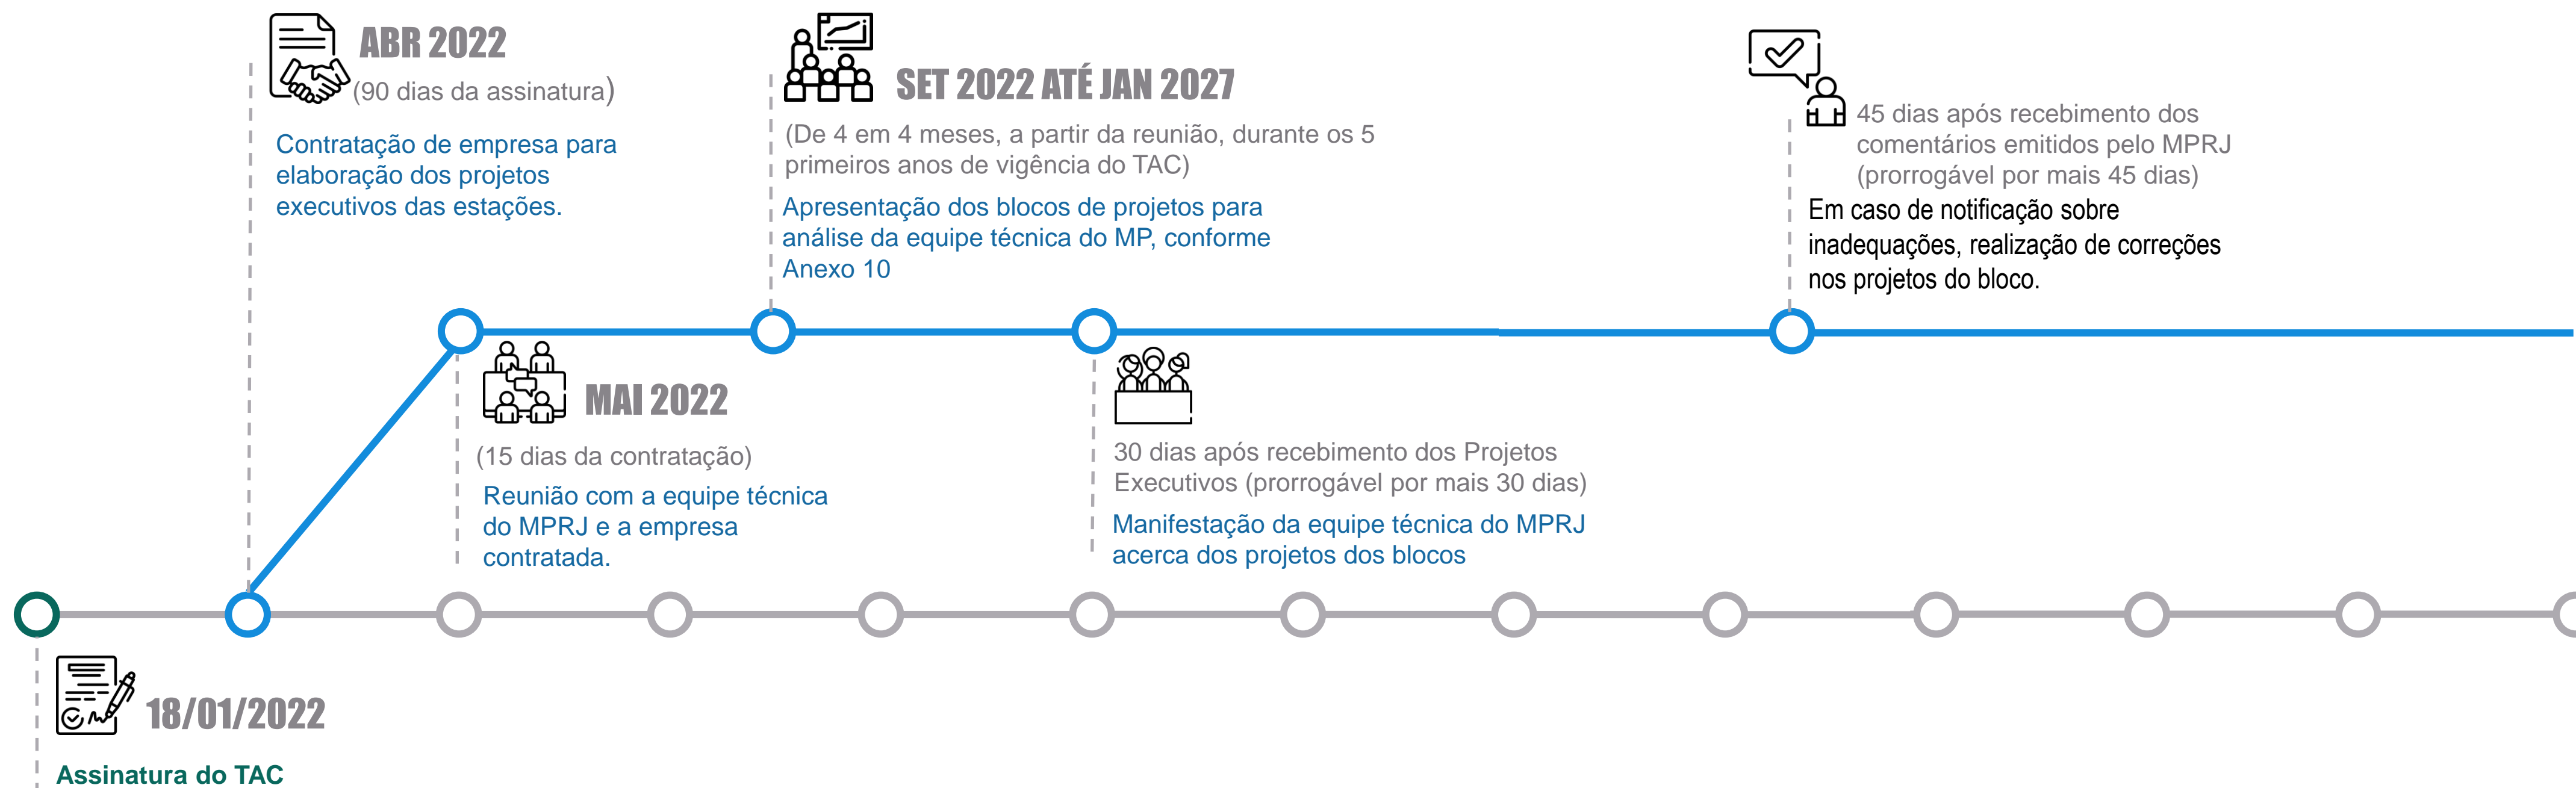 ABR 2022
(90 dias da assinatura)
Contratação de empresa para
elaboração dos projetos
executivos das estações.
SET 2022 ATÉ JAN 2027
(De 4 em 4 meses, a partir da reunião, durante os 5
primeiros anos de vigência do TAC)
Apresentação dos blocos de projetos para
análise da equipe técnica do MP, conforme
Anexo 10
45 dias após recebimento dos
comentários emitidos pelo MPRJ
(prorrogável por mais 45 dias)
Em caso de notificação sobre
inadequações, realização de correções
nos projetos do bloco.
MAI 2022
(15 dias da contratação)
Reunião com a equipe técnica
do MPRJ e a empresa
contratada.
30 dias após recebimento dos Projetos
Executivos (prorrogável por mais 30 dias)
Manifestação da equipe técnica do MPRJ
acerca dos projetos dos blocos
18/01/2022
Assinatura do TAC